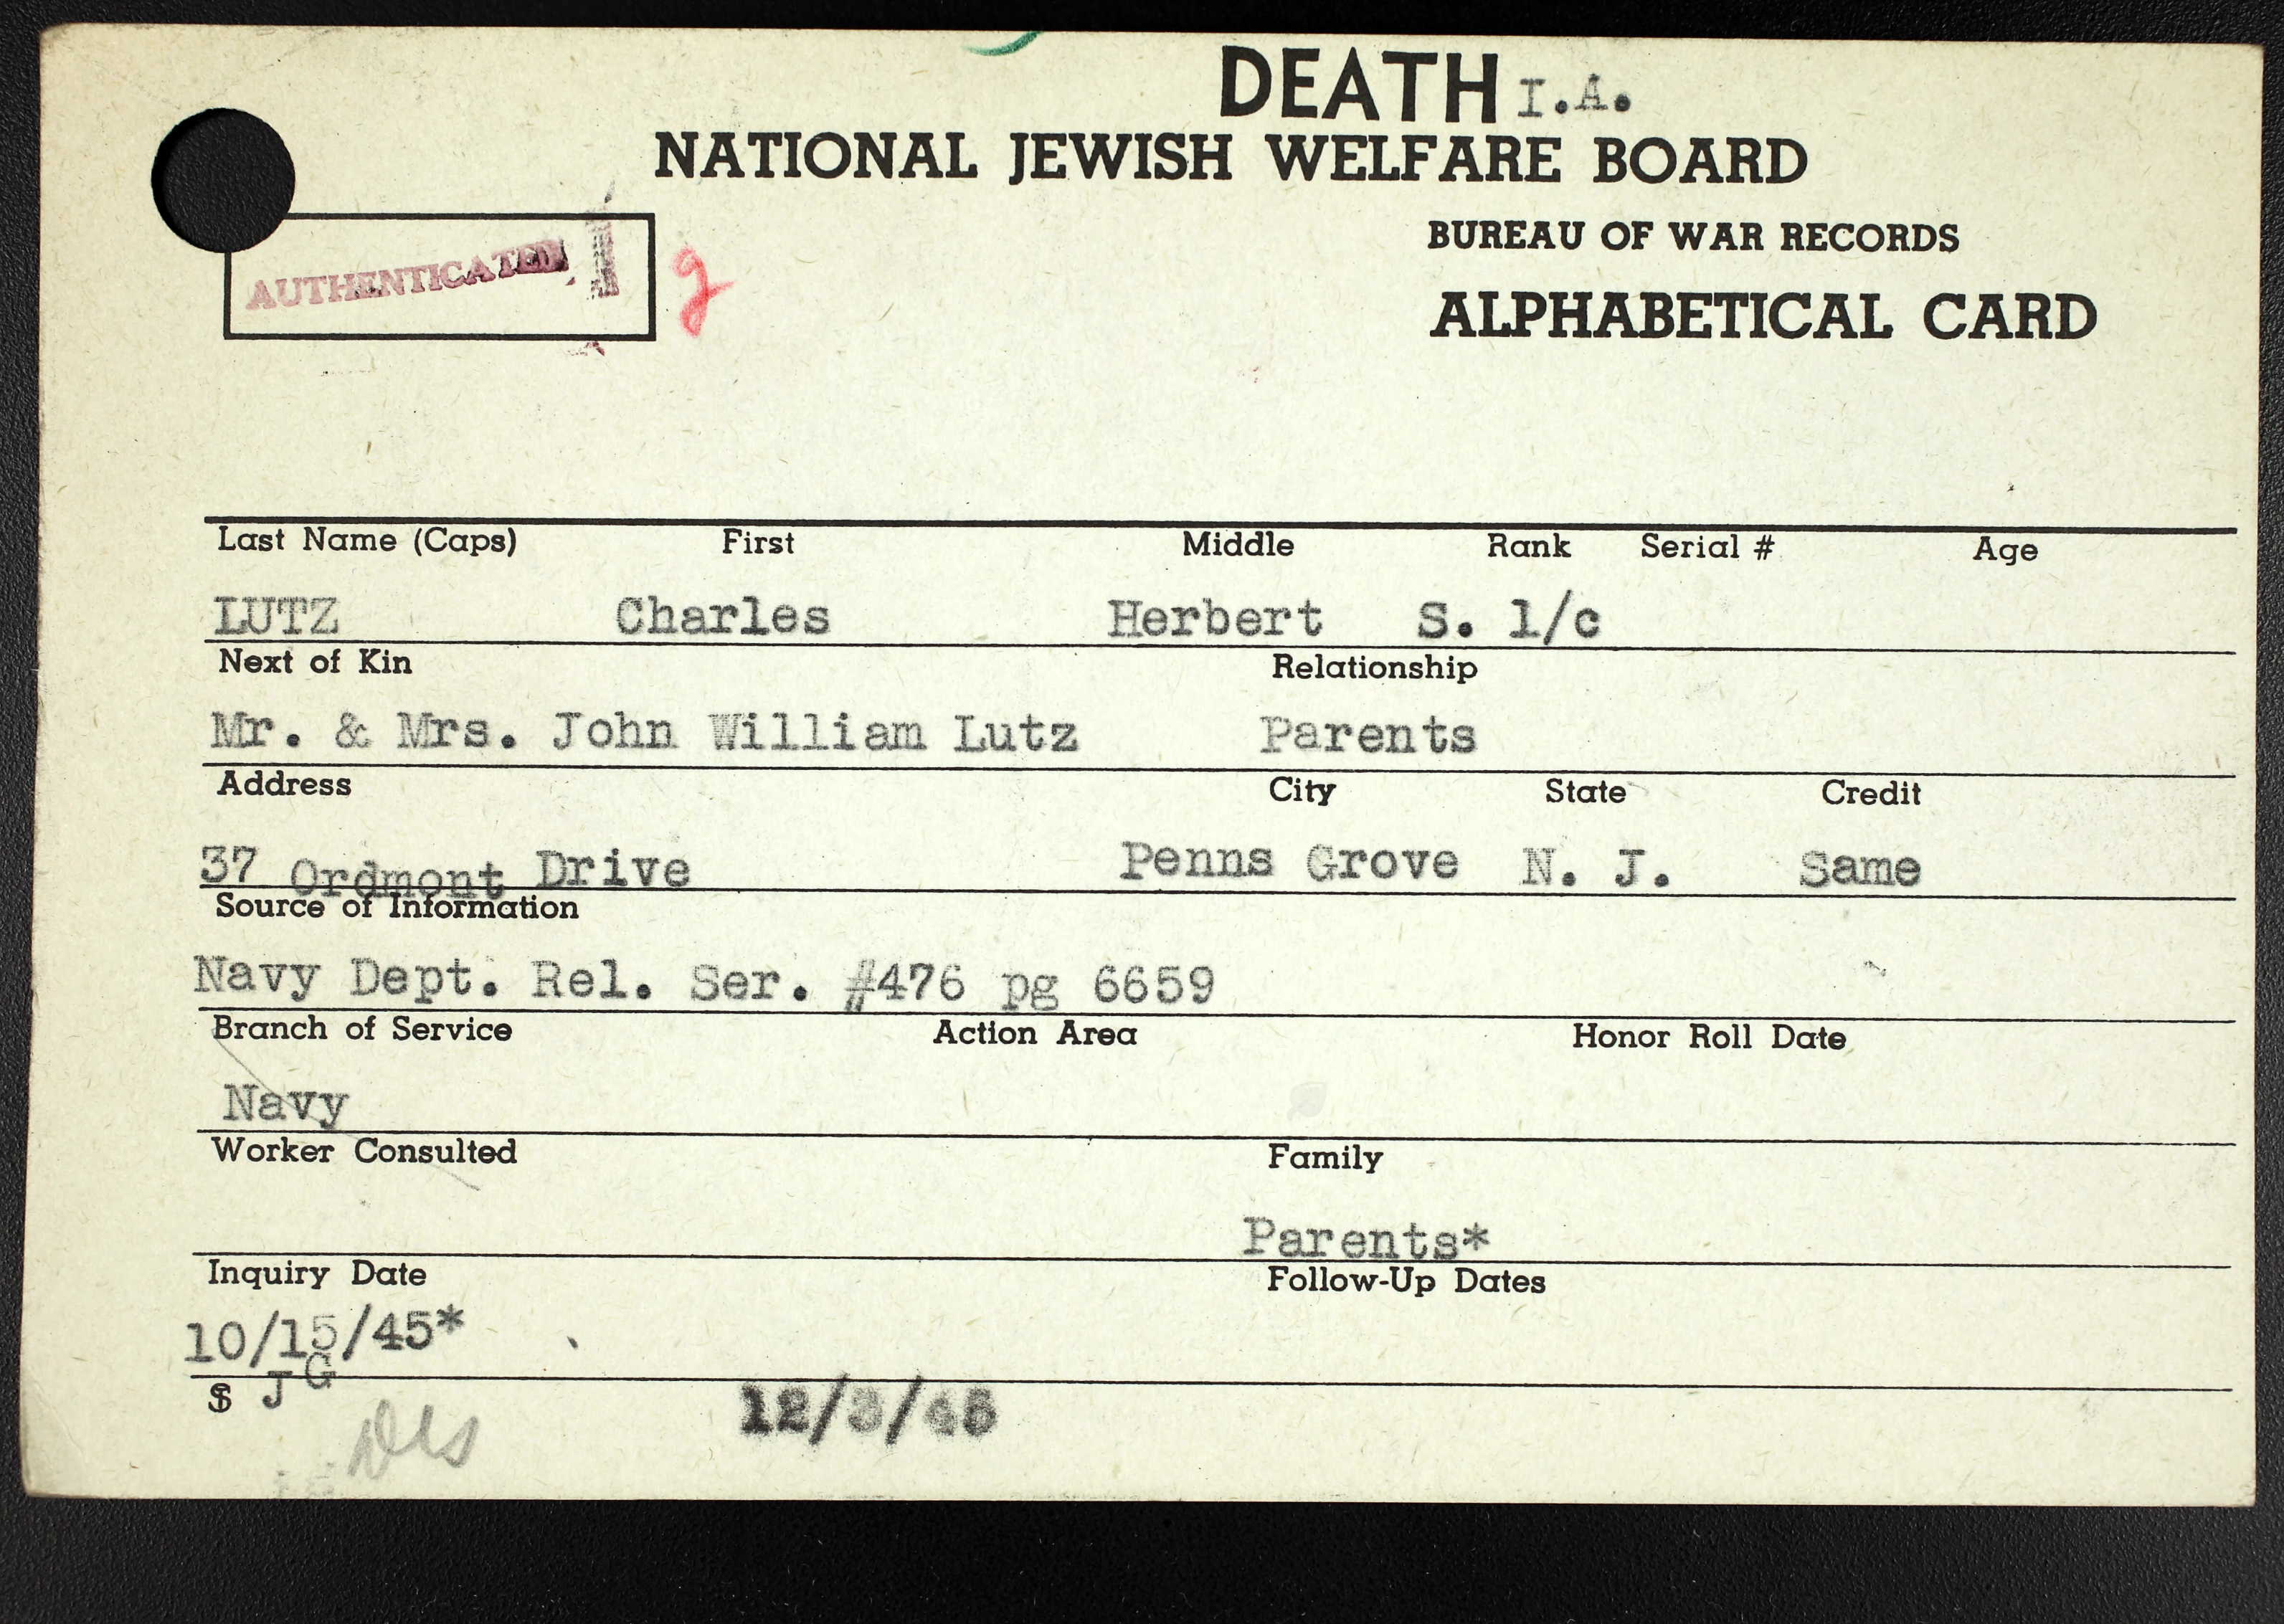 DEATH I.A.
NATIONAL JEWISH WELFARE BOARD
BUREAU OF WAR RECORDS
AUTHENTICATED
g
ALPHABETICAL CARD
Last Name (Caps) First Middle Rank Serial # Age
LUTZ Charles Herbert S. 1/c
Next of Kin Relationship
Mr. & Mrs. John William Lutz Parents
Address City State Credit
37 Ordmont Drive Penns Grove N. J. Same
Source of Information
Navy Dept. Rel. Ser. #476 pg 6659
Branch of Service Action Area Honor Roll Date
Navy
Worker Consulted Family
Parents*
Inquiry Date Follow-Up Dates
10/15/45*
$ JG
12/3/45